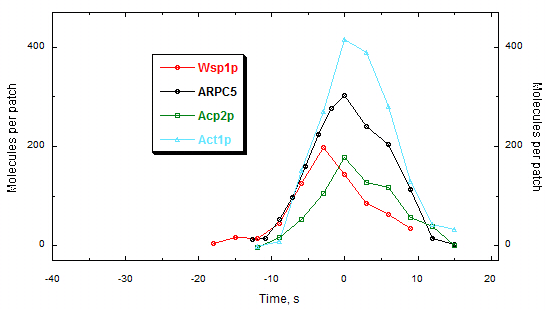 400
400
Wsp1p
ARPC5
Acp2p
Act1p
Molecules per patch
Molecules per patch
200
200
0
0
-40 -30 -20 -10 0 10 20
Time, s